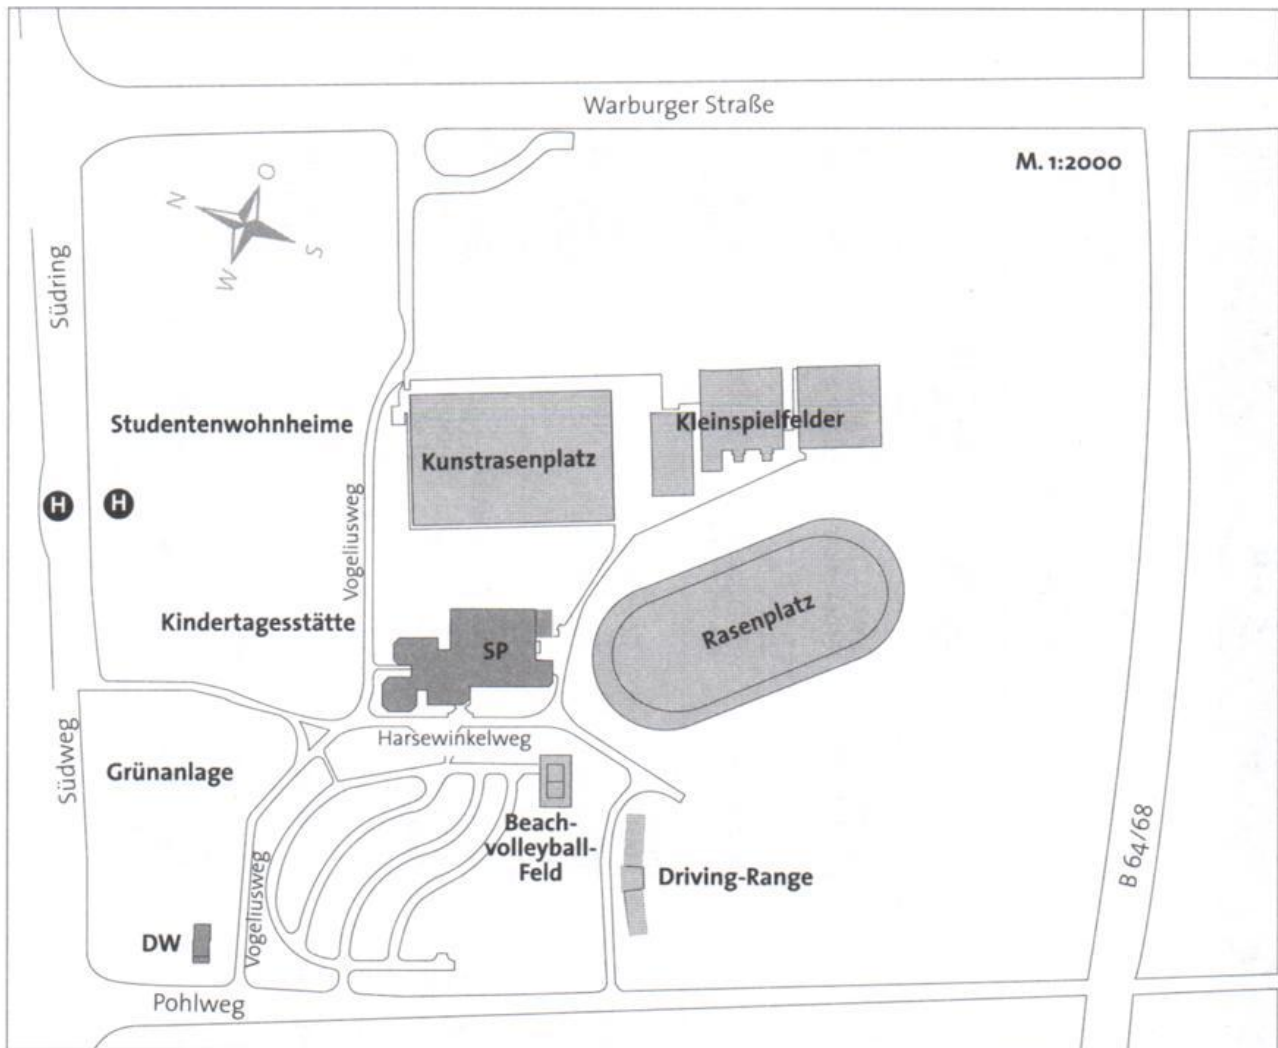 Warburger Straße
M. 1:2000
O
N
S
W
Südring
Studentenwohnheime
Kleinspielfelder
Kunstrasenplatz
H
H
Vogeliusweg
Kindertagesstätte
Rasenplatz
SP
Südweg
Harsewinkelweg
Grünanlage
Beach-
volleyball-
Feld
Driving-Range
B 64/68
Vogeliusweg
DW
Pohlweg